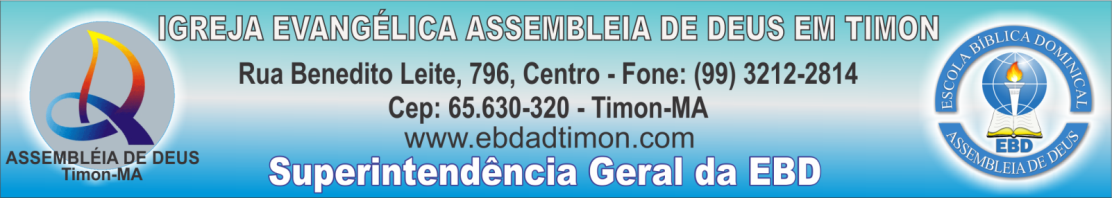 IGREJA EVANGÉLICA ASSEMBLEIA DE DEUS EM TIMON
Rua Benedito Leite, 796, Centro - Fone: (99) 3212-2814
Cep: 65.630-320 - Timon-MA
www.ebdadtimon.com
Superintendência Geral da EBD
ASSEMBLÉIA DE DEUS
Timon-MA
ESCOLA BÍBLICA DOMINICAL
EBD
ASSEMBLEIA DE DEUS